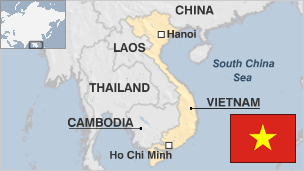 CHINA
Hanoi
LAOS
South China
Sea
THAILAND
VIETNAM
CAMBODIA
Ho Chi Minh